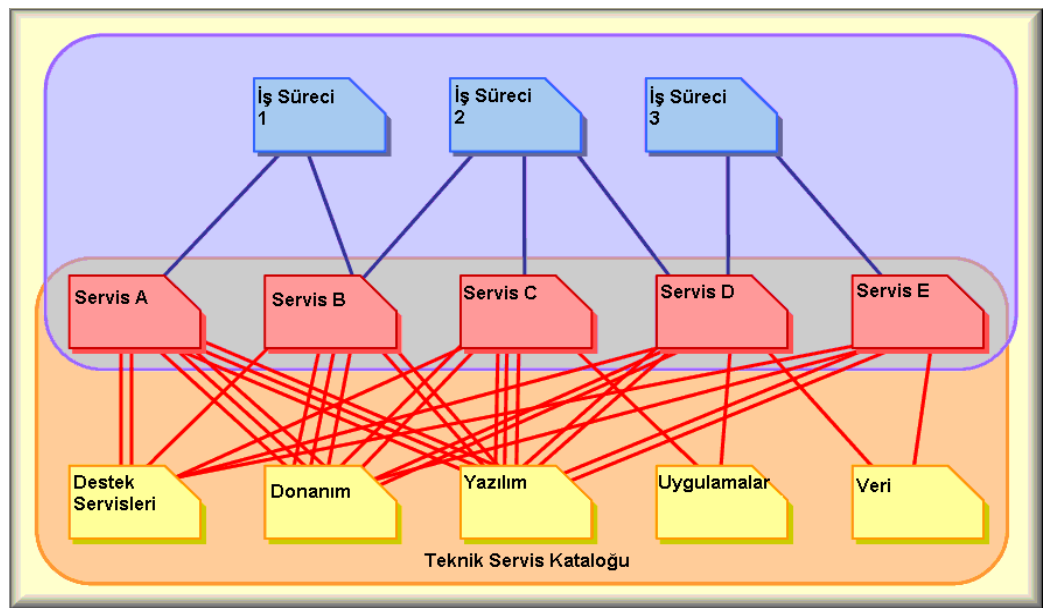 İş Süreci
1
İş Süreci
2
İş Süreci
3
Servis A
Servis B
Servis C
Servis D
Servis E
Destek
Servisleri
Donanım
Yazılım
Uygulamalar
Veri
Teknik Servis Kataloğu